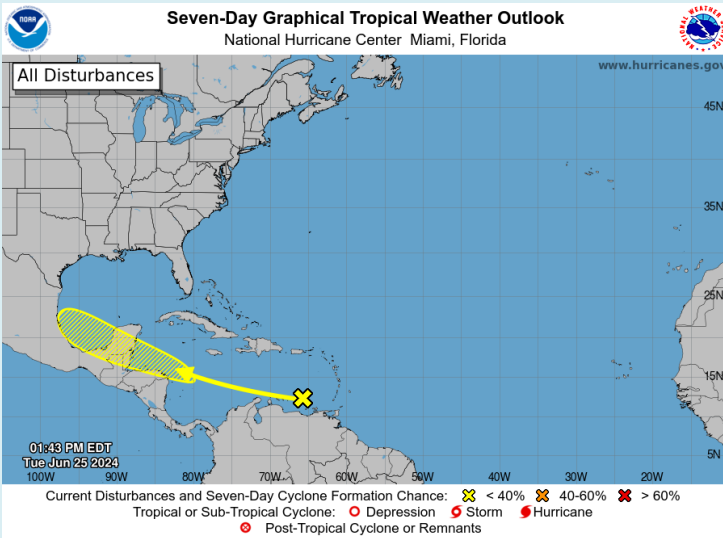 NOAA
Seven-Day Graphical Tropical Weather Outlook
National Hurricane Center Miami, Florida
All Disturbances
www.hurricanes.gov
45N
35N
25N
15N
5N
01:43 PM EDT
Tue Jun 25 2024
100W 90W 80W 70W 60W 50W 40W 30W 20W
Current Disturbances and Seven-Day Cyclone Formation Chance: < 40% 40-60% > 60%
Tropical or Sub-Tropical Cyclone: Depression Storm Hurricane
Post-Tropical Cyclone or Remnants